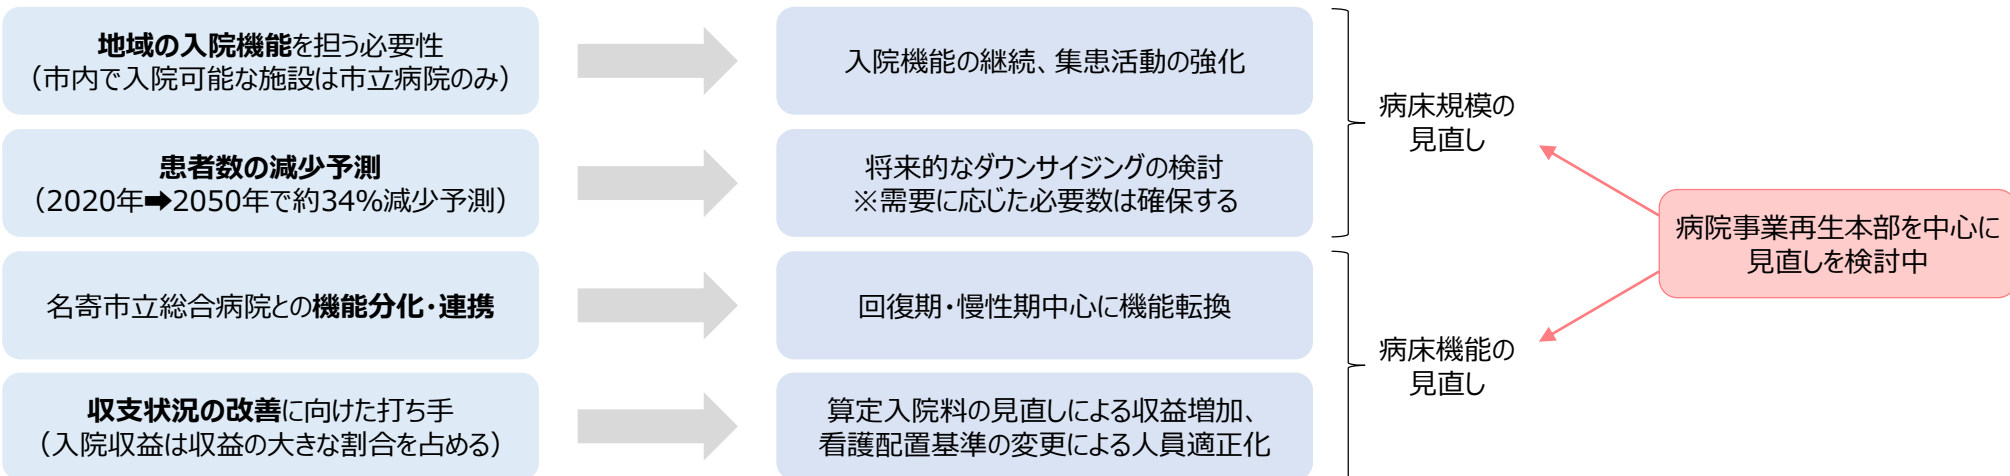 地域の入院機能を担う必要性
（市内で入院可能な施設は市立病院のみ）
入院機能の継続、集患活動の強化
患者数の減少予測
（2020年➡2050年で約34%減少予測）
将来的なダウンサイジングの検討
※需要に応じた必要数は確保する
病床規模の
見直し
名寄市立総合病院との機能分化・連携
回復期・慢性期中心に機能転換
収支状況の改善に向けた打ち手
（入院収益は収益の大きな割合を占める）
算定入院料の見直しによる収益増加、
看護配置基準の変更による人員適正化
病床機能の
見直し
病院事業再生本部を中心に
見直しを検討中